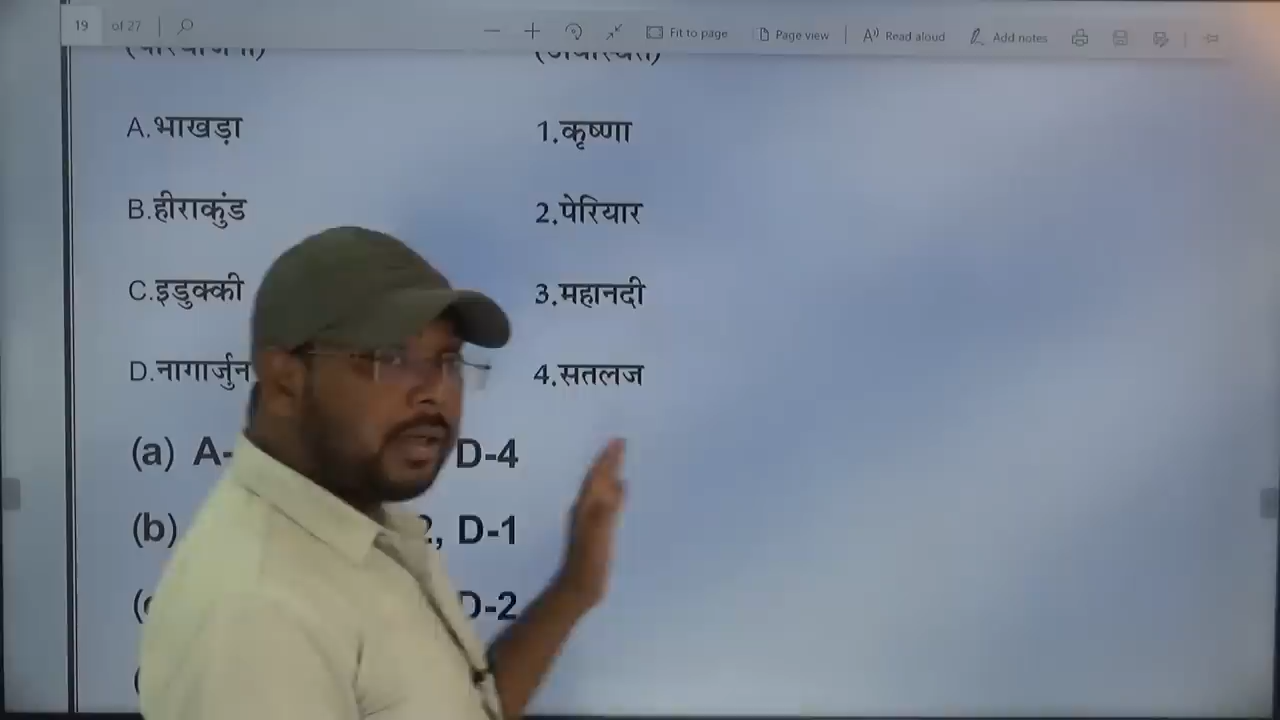 19 of 27 Fit to page Page view Read aloud Add notes
A.भाखड़ा 1.कृष्णा
B.हीराकुंड 2.पेरियार
C.इडुक्की 3.महानदी
D.नागार्जुन 4.सतलज
(a) A- D-4
(b) 2, D-1
D-2